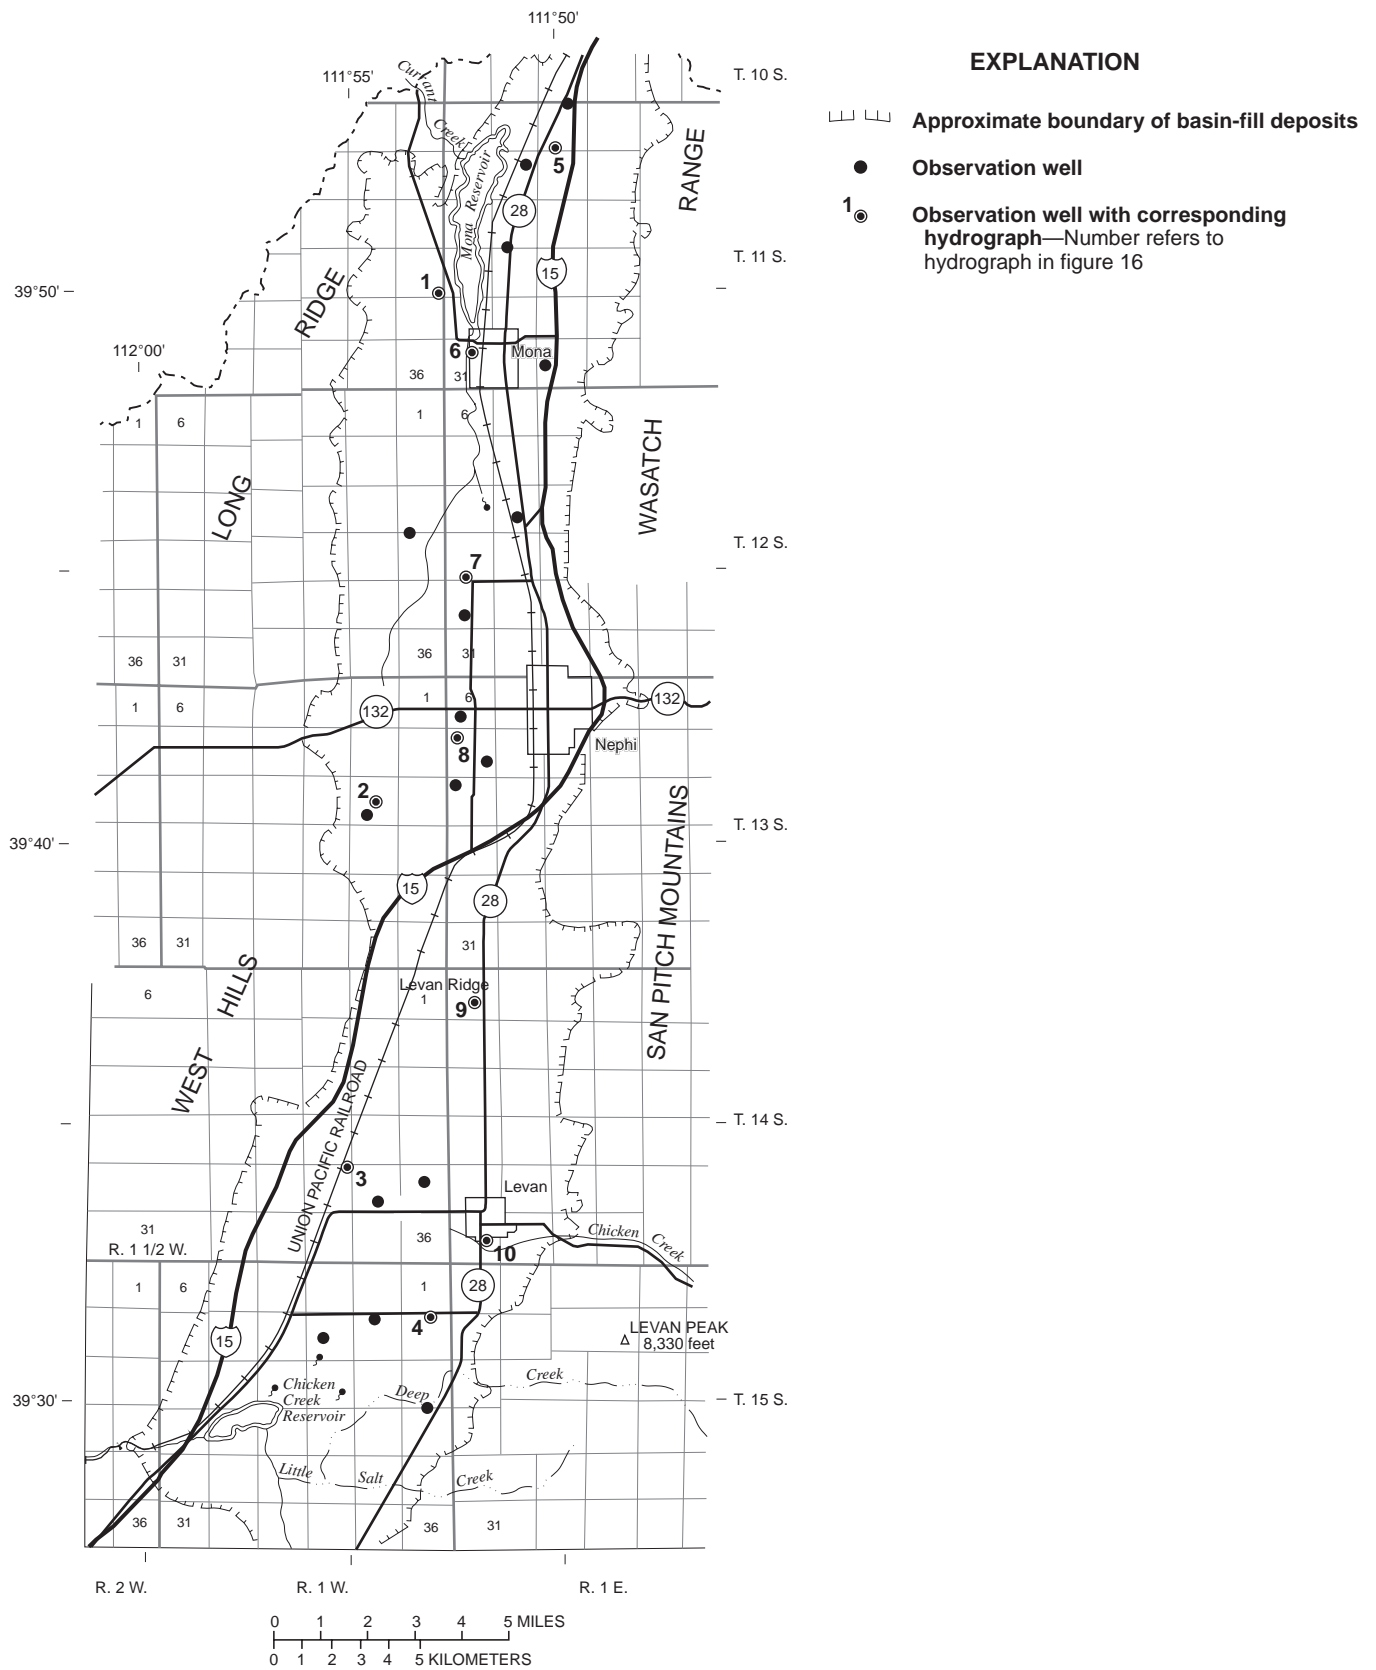 111°50'
EXPLANATION
Approximate boundary of basin-fill deposits
Observation well
1
Observation well with corresponding
hydrograph—Number refers to
hydrograph in figure 16
111°55'
T. 10 S.
Currant
Creek
Mona Reservoir
5
RANGE
28
T. 11 S.
15
39°50'
1
RIDGE
112°00'
6
Mona
36
31
1
6
1
6
LONG
WASATCH
T. 12 S.
7
36
31
36
31
1
6
1
6
132
132
8
Nephi
2
T. 13 S.
39°40'
15
28
SAN PITCH MOUNTAINS
36
31
31
HILLS
Levan Ridge
6
1
9
WEST
UNION PACIFIC RAILROAD
T. 14 S.
3
Levan
31
36
Chicken
Creek
R. 1 1/2 W.
10
1
6
1
28
4
LEVAN PEAK
8,330 feet
15
Chicken
Creek
Reservoir
Deep
Creek
39°30'
T. 15 S.
Little
Salt
Creek
36
31
36
31
R. 2 W.
R. 1 W.
R. 1 E.
0 1 2 3 4 5 MILES
0 1 2 3 4 5 KILOMETERS